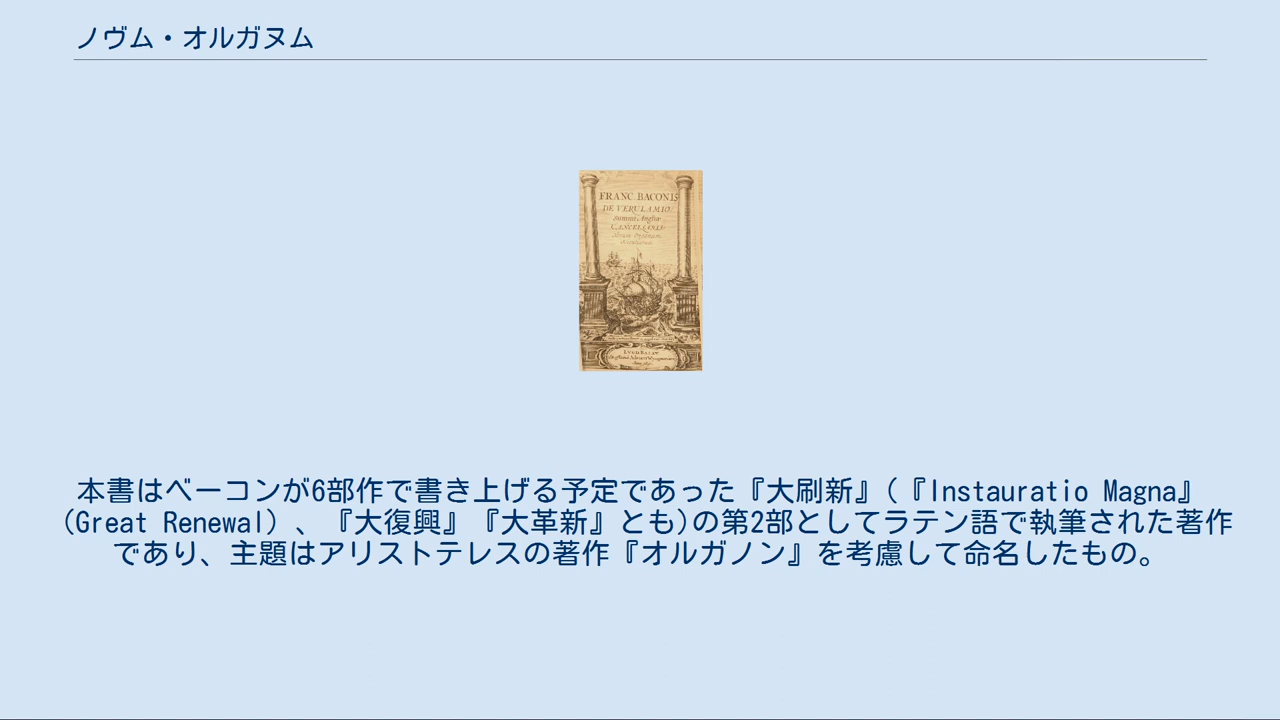 ノヴム・オルガヌム
FRANC. BACONIS
DE VERULAMIO
Summi Angliæ
CANCELLARII
本書はベーコンが6部作で書き上げる予定であった『大刷新』(『Instauratio Magna』
(Great Renewal) 、『大復興』『大革新』とも)の第2部としてラテン語で執筆された著作
であり、主題はアリストテレスの著作『オルガノン』を考慮して命名したもの。